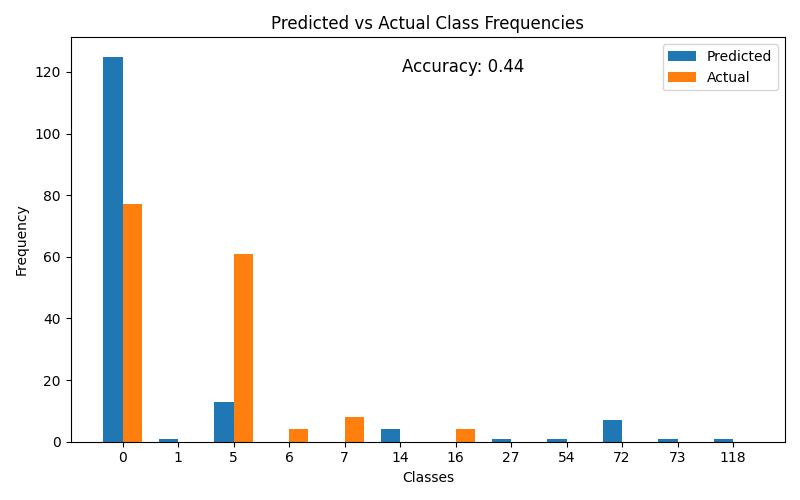 Predicted vs Actual Class Frequencies
Accuracy: 0.44
Predicted
Actual
Frequency
120
100
80
60
40
20
0
0 1 5 6 7 14 16 27 54 72 73 118
Classes